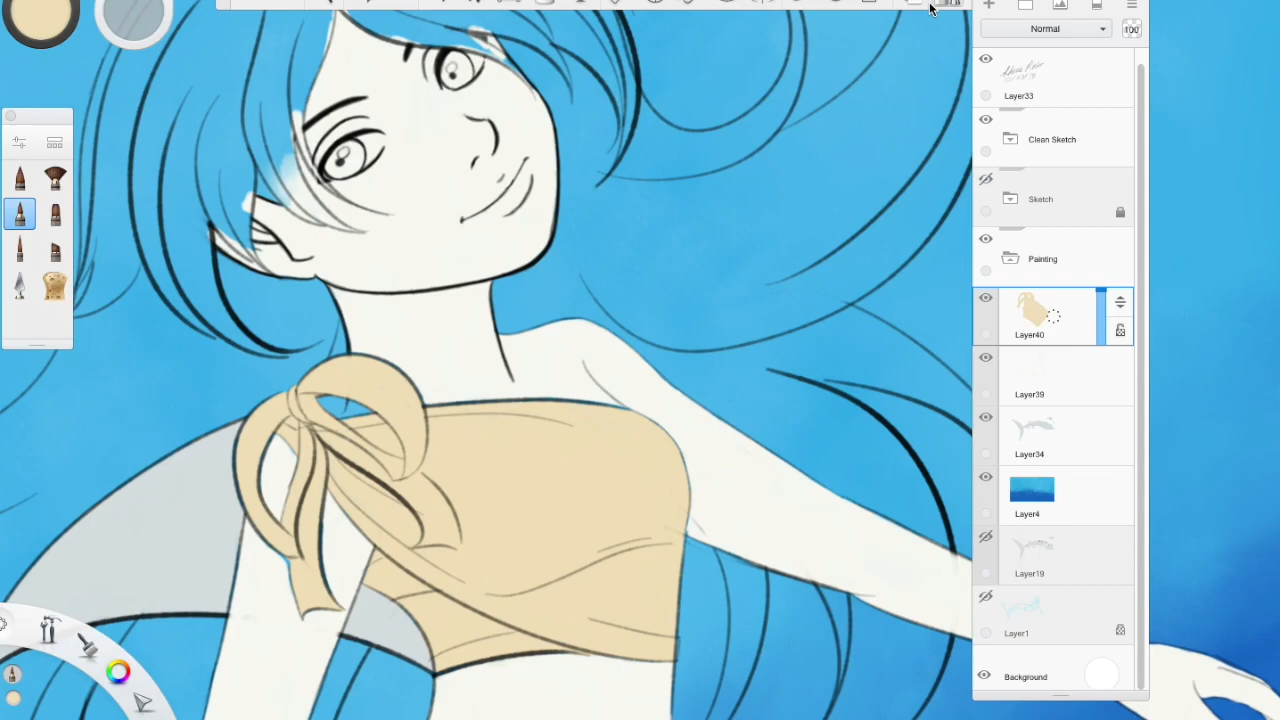 Normal
100
Layer33
Clean Sketch
Sketch
Painting
Layer40
Layer39
Layer34
Layer4
Layer19
Layer1
Background